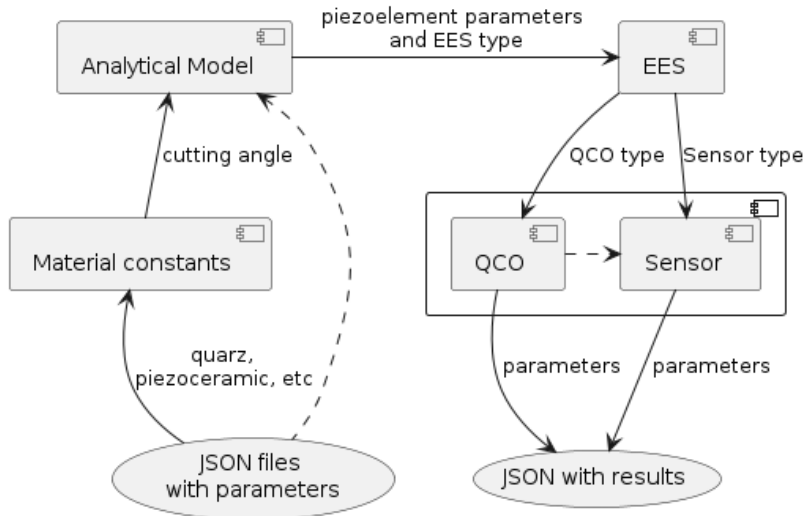 piezoelement parameters
and EES type
Analytical Model
EES
cutting angle
QCO type
Sensor type
Material constants
QCO
Sensor
quarz,
piezoceramic, etc
parameters
parameters
JSON files
with parameters
JSON with results